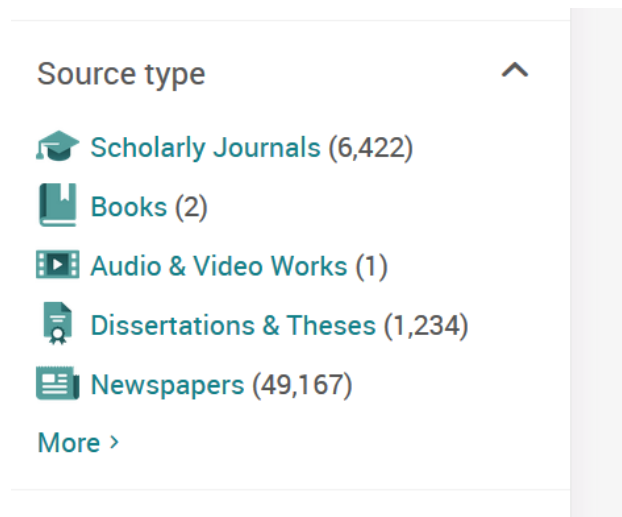 Source type
Scholarly Journals (6,422)
Books (2)
Audio & Video Works (1)
Dissertations & Theses (1,234)
Newspapers (49,167)
More >